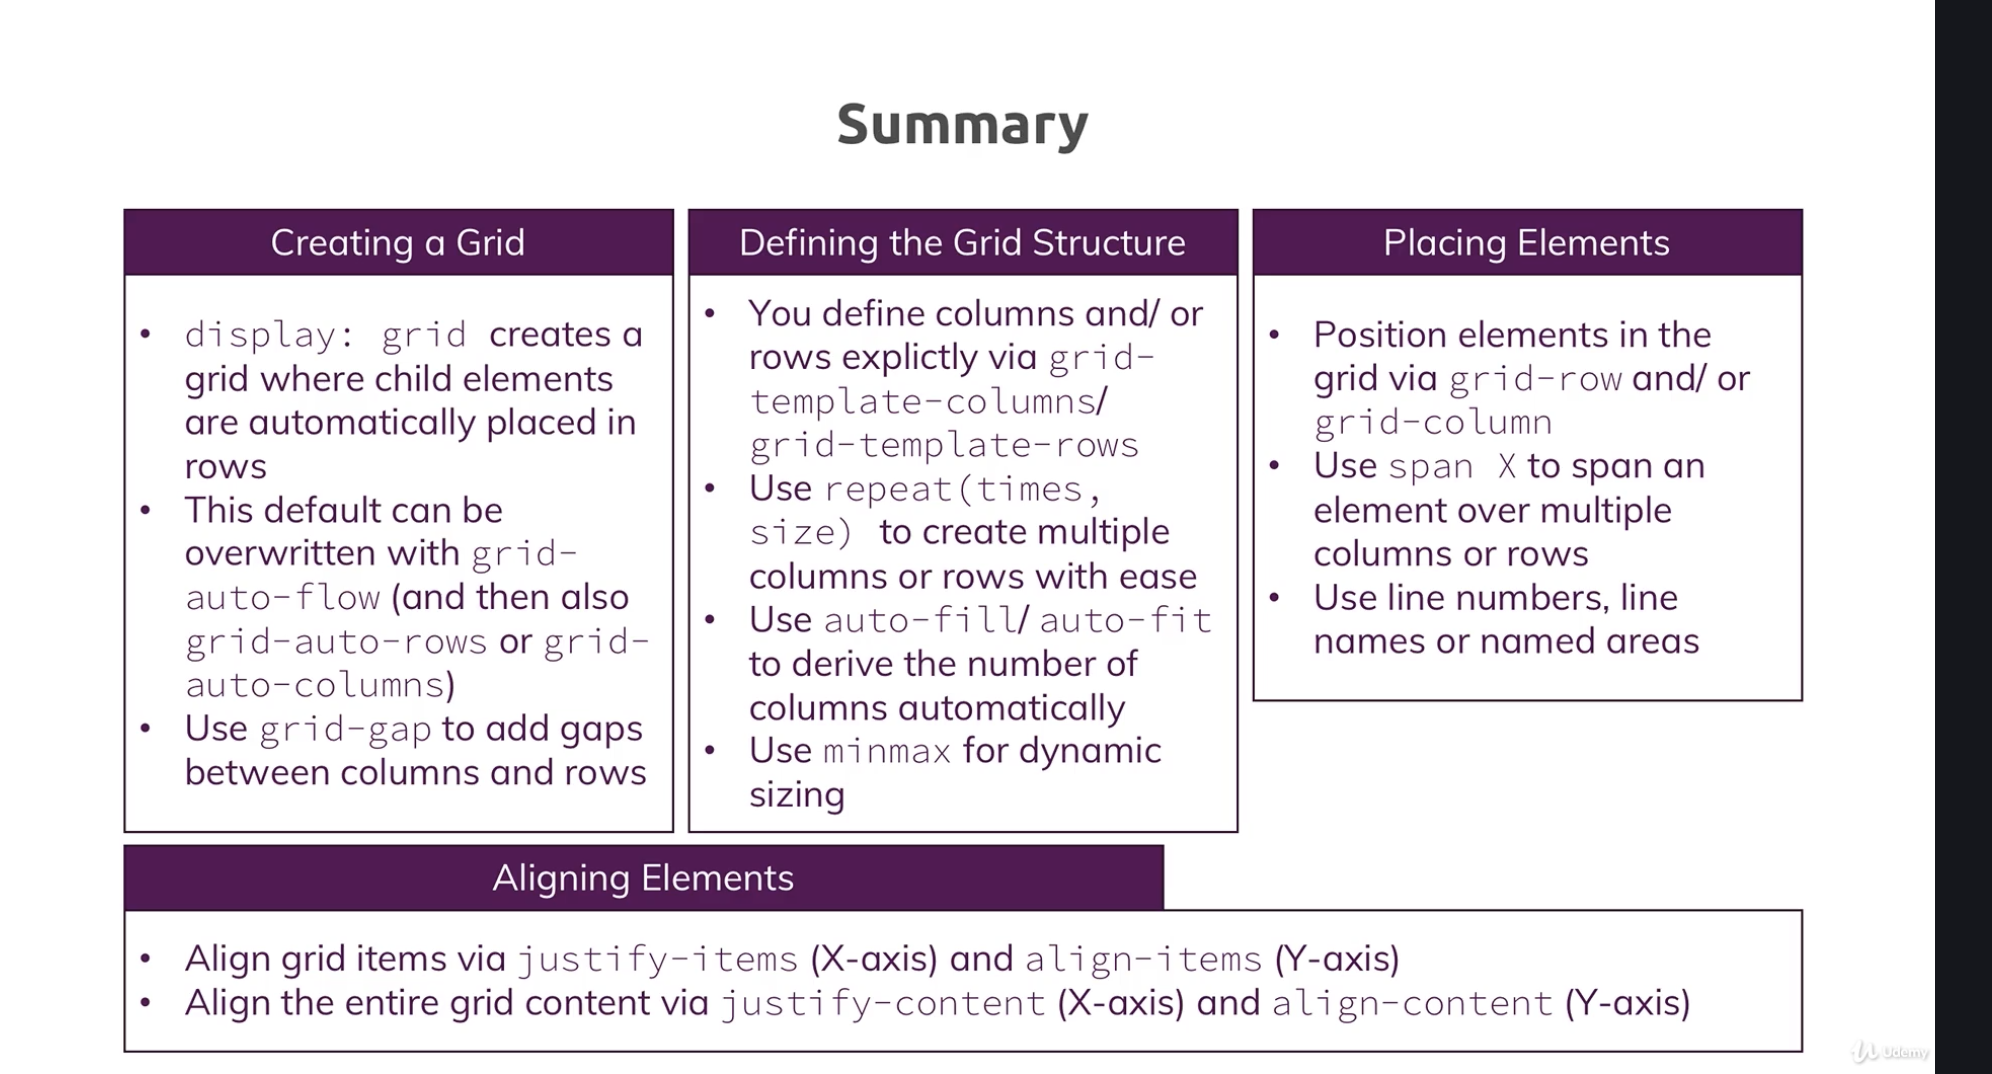 Summary
Creating a Grid
• display: grid creates a
grid where child elements
are automatically placed in
rows
• This default can be
overwritten with grid-
auto-flow (and then also
grid-auto-rows or grid-
auto-columns)
• Use grid-gap to add gaps
between columns and rows
Defining the Grid Structure
• You define columns and/ or
rows explictly via grid-
template-columns/
grid-template-rows
• Use repeat(times,
size) to create multiple
columns or rows with ease
• Use auto-fill/ auto-fit
to derive the number of
columns automatically
• Use minmax for dynamic
sizing
Placing Elements
• Position elements in the
grid via grid-row and/ or
grid-column
• Use span X to span an
element over multiple
columns or rows
• Use line numbers, line
names or named areas
Aligning Elements
• Align grid items via justify-items (X-axis) and align-items (Y-axis)
• Align the entire grid content via justify-content (X-axis) and align-content (Y-axis)
Udemy